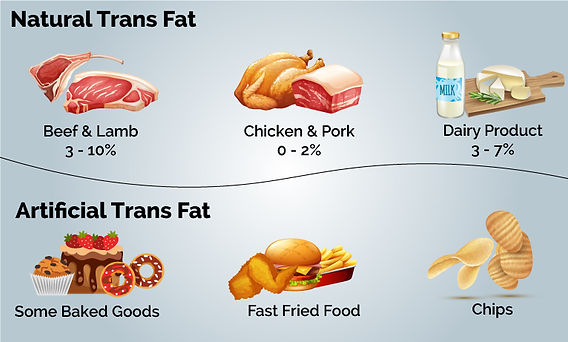 Natural Trans Fat
MILK
Beef & Lamb
3 - 10%
Chicken & Pork
0 - 2%
Dairy Product
3 - 7%
Artificial Trans Fat
Some Baked Goods
Fast Fried Food
Chips